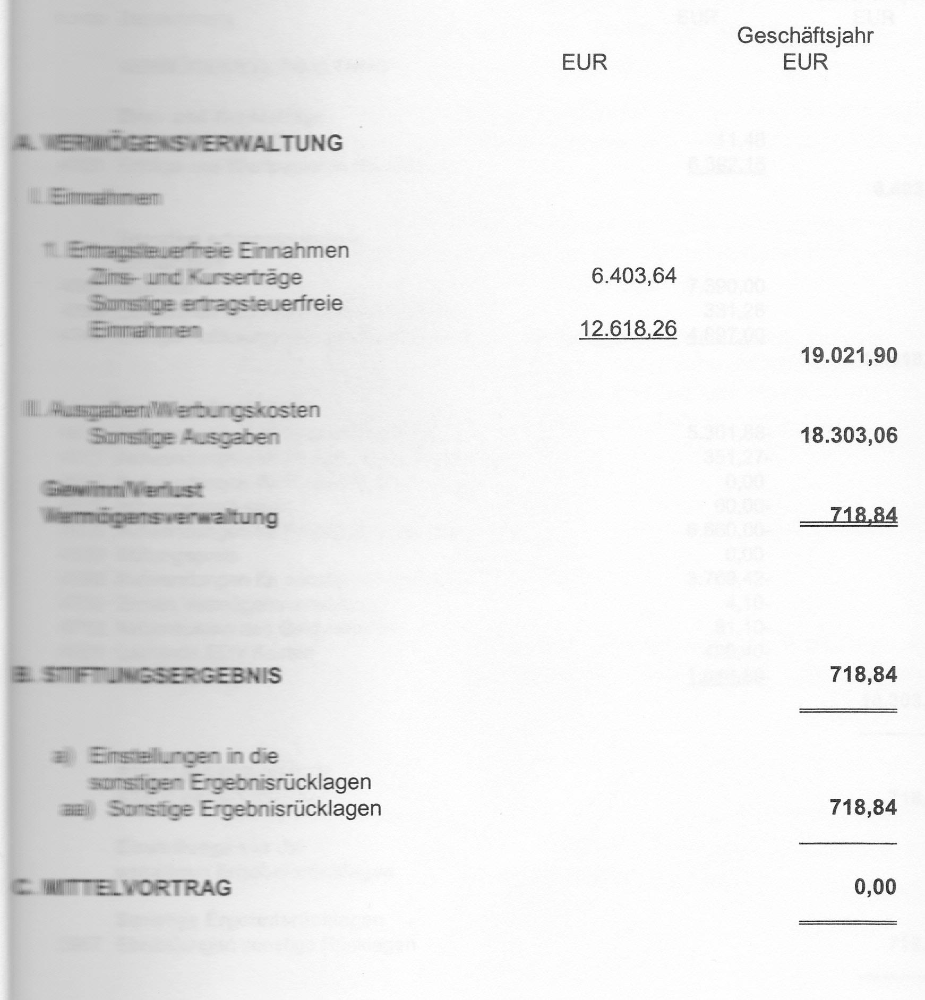 Geschäftsjahr
EUR EUR
A. VERMÖGENSVERWALTUNG
I. Einnahmen
1. Ertragsteuerfreie Einnahmen
Zins- und Kurserträge 6.403,64
Sonstige ertragsteuerfreie
Einnahmen 12.618,26
19.021,90
II. Ausgaben/Werbungskosten
Sonstige Ausgaben 18.303,06
Gewinn/Verlust
Vermögensverwaltung 718,84
B. STIFTUNGSERGEBNIS 718,84
a) Einstellungen in die
sonstigen Ergebnisrücklagen
aa) Sonstige Ergebnisrücklagen 718,84
C. MITTELVORTRAG 0,00